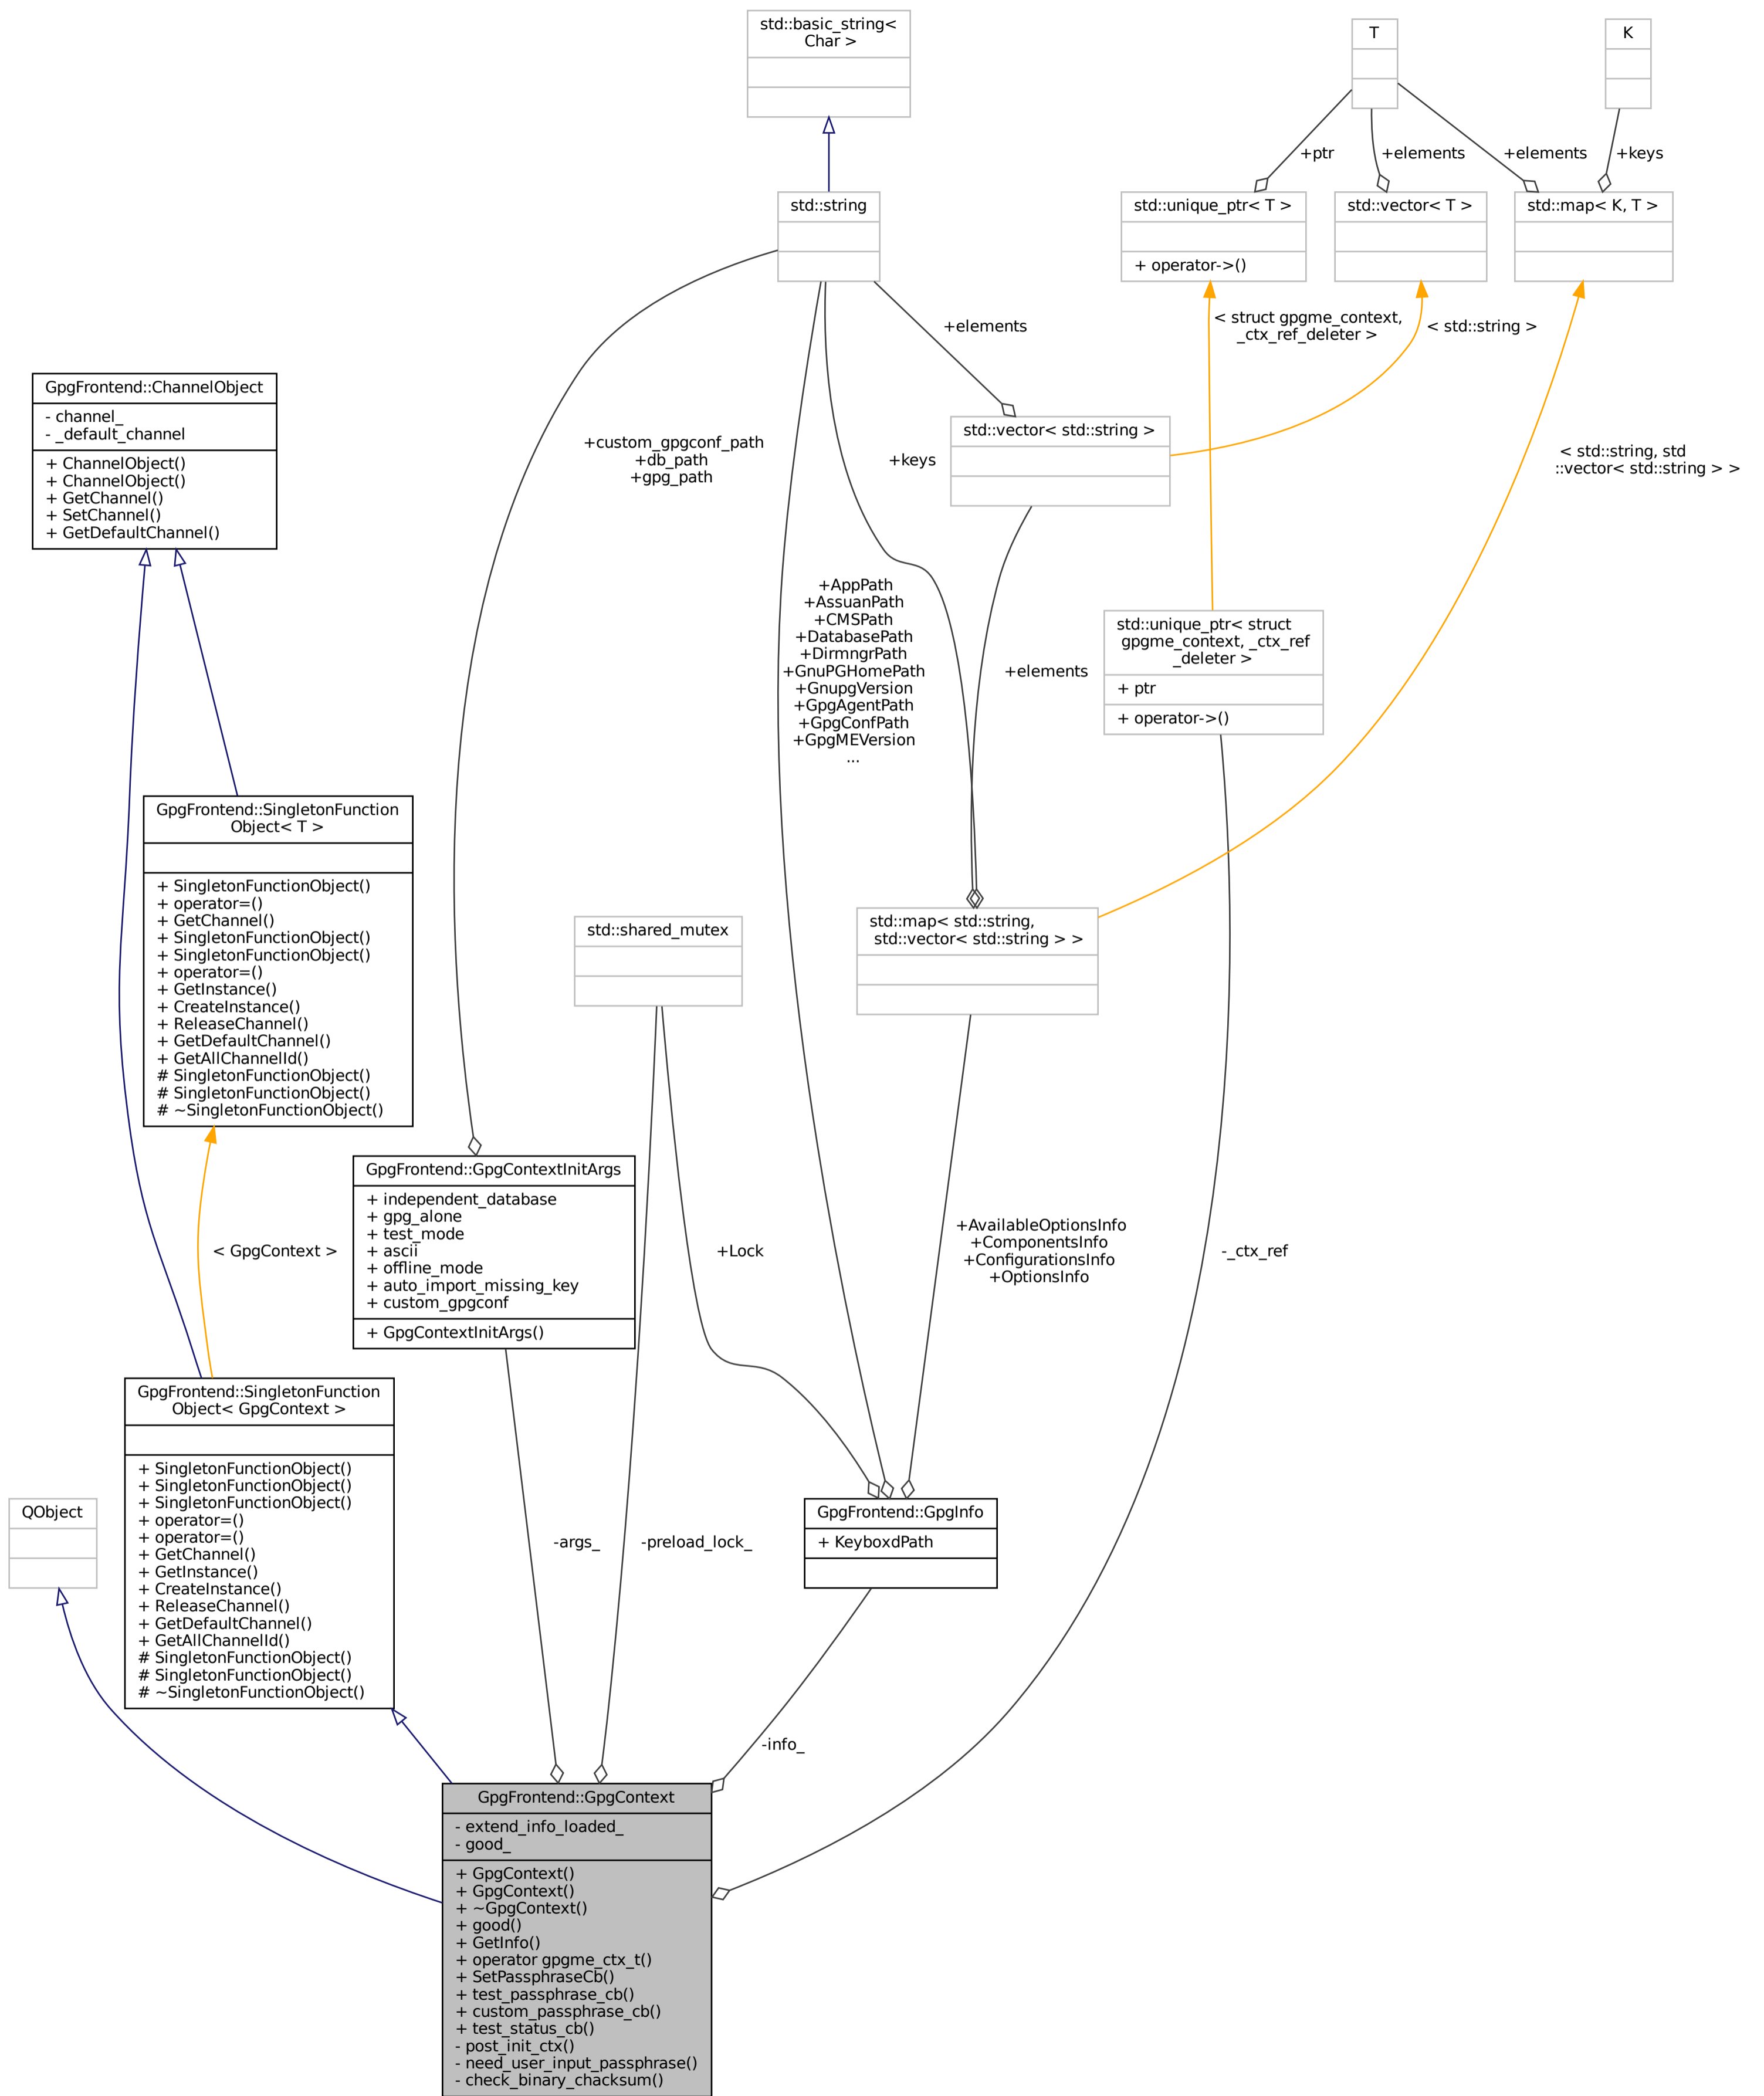 std::basic_string<
Char >
T
K
+ptr
+elements
+elements
+keys
std::string
std::unique_ptr< T >
+ operator->()
std::vector< T >
std::map< K, T >
+elements
< struct gpgme_context,
_ctx_ref_deleter >
< std::string >
GpgFrontend::ChannelObject
- channel_
- _default_channel
+ ChannelObject()
+ ChannelObject()
+ GetChannel()
+ SetChannel()
+ GetDefaultChannel()
+custom_gpgconf_path
+db_path
+gpg_path
+keys
std::vector< std::string >
< std::string, std
::vector< std::string > >
+AppPath
+AssuanPath
+CMSPath
+DatabasePath
+DirmngrPath
+GnuPGHomePath
+GnupgVersion
+GpgAgentPath
+GpgConfPath
+GpgMEVersion
...
+elements
std::unique_ptr< struct
gpgme_context, _ctx_ref
_deleter >
+ ptr
+ operator->()
GpgFrontend::SingletonFunction
Object< T >
+ SingletonFunctionObject()
+ operator=()
+ GetChannel()
+ SingletonFunctionObject()
+ SingletonFunctionObject()
+ operator=()
+ GetInstance()
+ CreateInstance()
+ ReleaseChannel()
+ GetDefaultChannel()
+ GetAllChannelId()
# SingletonFunctionObject()
# SingletonFunctionObject()
# ~SingletonFunctionObject()
std::shared_mutex
std::map< std::string,
std::vector< std::string > >
< GpgContext >
GpgFrontend::GpgContextInitArgs
+ independent_database
+ gpg_alone
+ test_mode
+ ascii
+ offline_mode
+ auto_import_missing_key
+ custom_gpgconf
+ GpgContextInitArgs()
+Lock
+AvailableOptionsInfo
+ComponentsInfo
+ConfigurationsInfo
+OptionsInfo
-_ctx_ref
GpgFrontend::SingletonFunction
Object< GpgContext >
+ SingletonFunctionObject()
+ SingletonFunctionObject()
+ SingletonFunctionObject()
+ operator=()
+ operator=()
+ GetChannel()
+ GetInstance()
+ CreateInstance()
+ ReleaseChannel()
+ GetDefaultChannel()
+ GetAllChannelId()
# SingletonFunctionObject()
# SingletonFunctionObject()
# ~SingletonFunctionObject()
QObject
-args_
-preload_lock_
GpgFrontend::GpgInfo
+ KeyboxdPath
-info_
GpgFrontend::GpgContext
- extend_info_loaded_
- good_
+ GpgContext()
+ GpgContext()
+ ~GpgContext()
+ good()
+ GetInfo()
+ operator gpgme_ctx_t()
+ SetPassphraseCb()
+ test_passphrase_cb()
+ custom_passphrase_cb()
+ test_status_cb()
- post_init_ctx()
- need_user_input_passphrase()
- check_binary_chacksum()